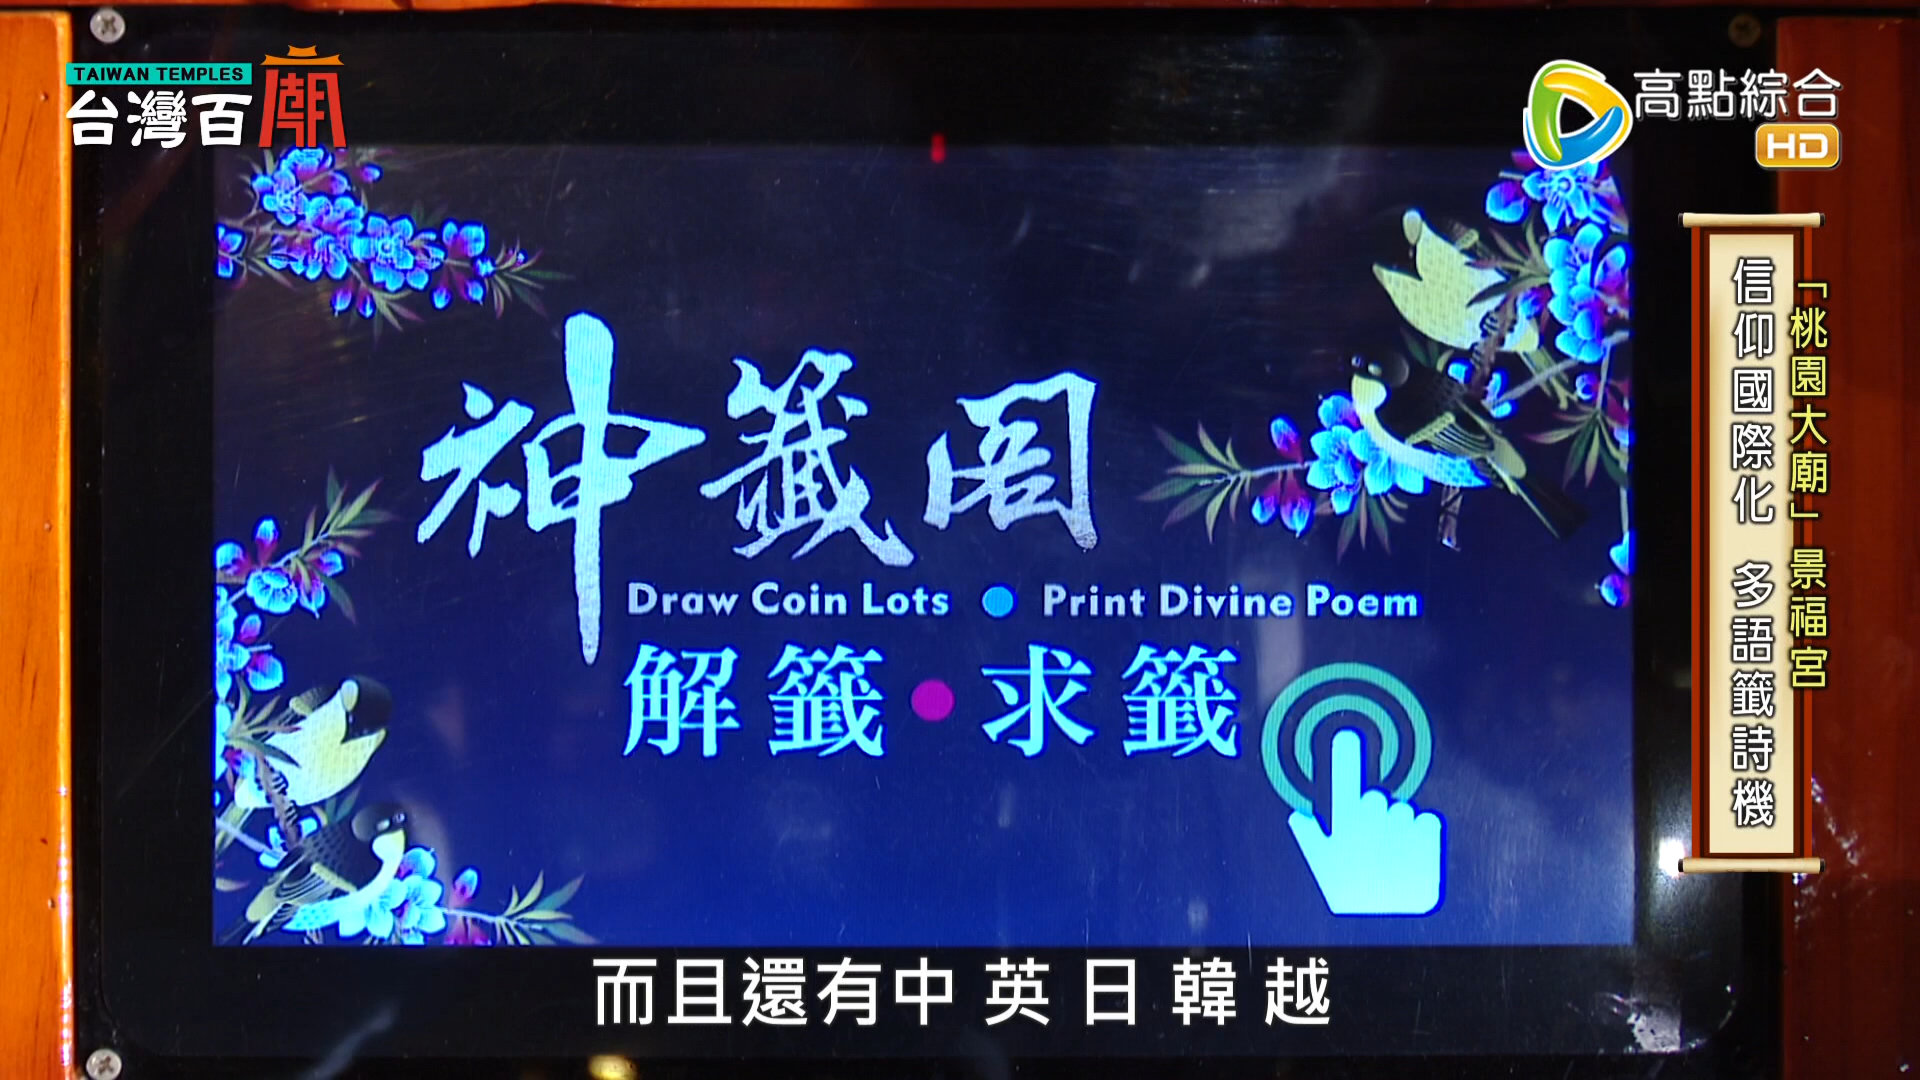 TAIWAN TEMPLES
台灣百廟
高點綜合
HD
「桃園大廟」景福宮
信仰國際化 多語籤詩機
神籤図
Draw Coin Lots ● Print Divine Poem
解籤●求籤
而且還有中英日韓越